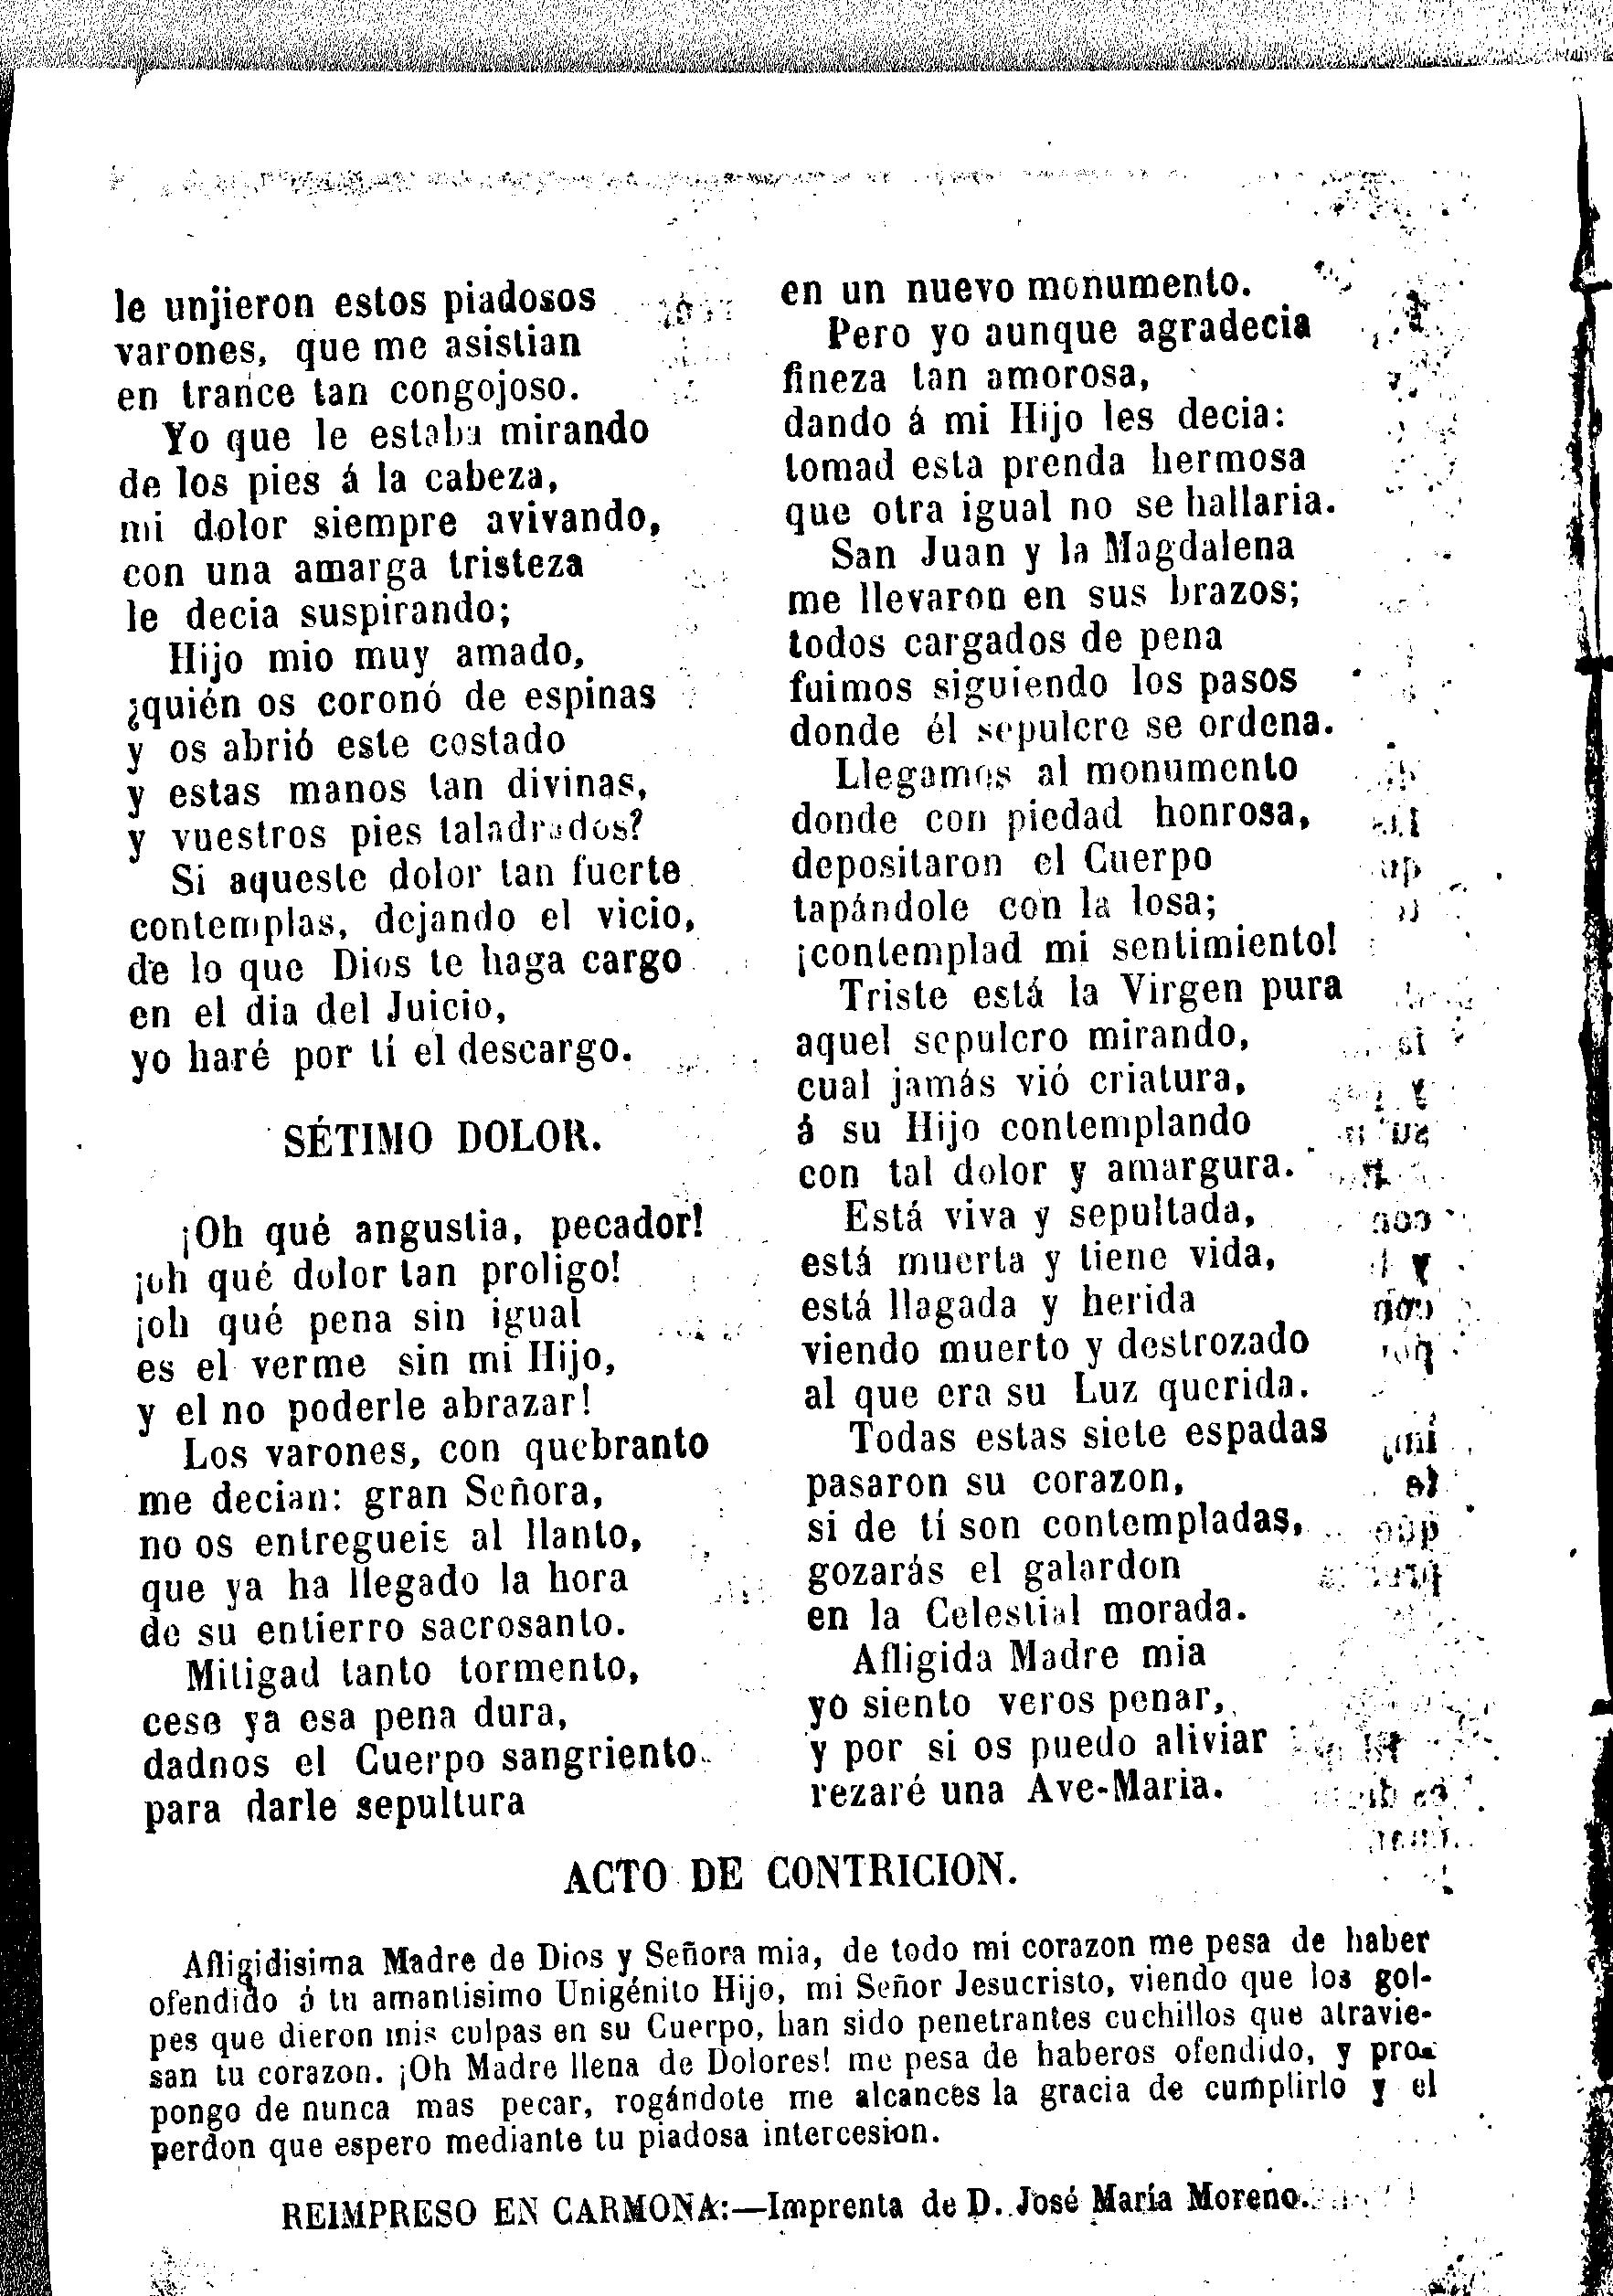 le unjieron estos piadosos
varones, que me asistian
en trance tan congojoso.
Yo que le estaba mirando
de los pies á la cabeza,
mi dolor siempre avivando,
con una amarga tristeza
le decia suspirando;
Hijo mio muy amado,
¿quién os coronó de espinas
y os abrió este costado
y estas manos tan divinas,
y vuestros pies taladrados?
Si aqueste dolor tan fuerte
contemplas, dejando el vicio,
de lo que Dios te haga cargo
en el dia del Juicio,
yo haré por tí el descargo.
SÉTIMO DOLOR.
¡Oh qué angustia, pecador!
¡oh qué dolor tan proligo!
¡oh qué pena sin igual
es el verme sin mi Hijo,
y el no poderle abrazar!
Los varones, con quebranto
me decian: gran Señora,
no os entregueis al llanto,
que ya ha llegado la hora
de su entierro sacrosanto.
Mitigad tanto tormento,
cese ya esa pena dura,
dadnos el Cuerpo sangriento
para darle sepultura
en un nuevo monumento.
Pero yo aunque agradecia
fineza tan amorosa,
dando á mi Hijo les decia:
tomad esta prenda hermosa
que otra igual no se hallaria.
San Juan y la Magdalena
me llevaron en sus brazos;
todos cargados de pena
fuimos siguiendo los pasos
donde él sepulcro se ordena.
Llegamos al monumento
donde con piedad honrosa,
depositaron el Cuerpo
tapándole con la losa;
¡contemplad mi sentimiento!
Triste está la Virgen pura
aquel sepulcro mirando,
cual jamás vió criatura,
á su Hijo contemplando
con tal dolor y amargura.
Está viva y sepultada,
está muerta y tiene vida,
está llagada y herida
viendo muerto y destrozado
al que era su Luz querida.
Todas estas siete espadas
pasaron su corazon,
si de tí son contempladas,
gozarás el galardon
en la Celestial morada.
Afligida Madre mia
yo siento veros penar,
y por si os puedo aliviar
rezaré una Ave-Maria.
ACTO DE CONTRICION.
Afligidisima Madre de Dios y Señora mia, de todo mi corazon me pesa de haber
ofendido á tu amantisimo Unigénito Hijo, mi Señor Jesucristo, viendo que los gol-
pes que dieron mis culpas en su Cuerpo, han sido penetrantes cuchillos que atravie-
san tu corazon. ¡Oh Madre llena de Dolores! me pesa de haberos ofendido, y pro-
pongo de nunca mas pecar, rogándote me alcances la gracia de cumplirlo y el
perdon que espero mediante tu piadosa intercesion.
REIMPRESO EN CARMONA:—Imprenta de D. José María Moreno.